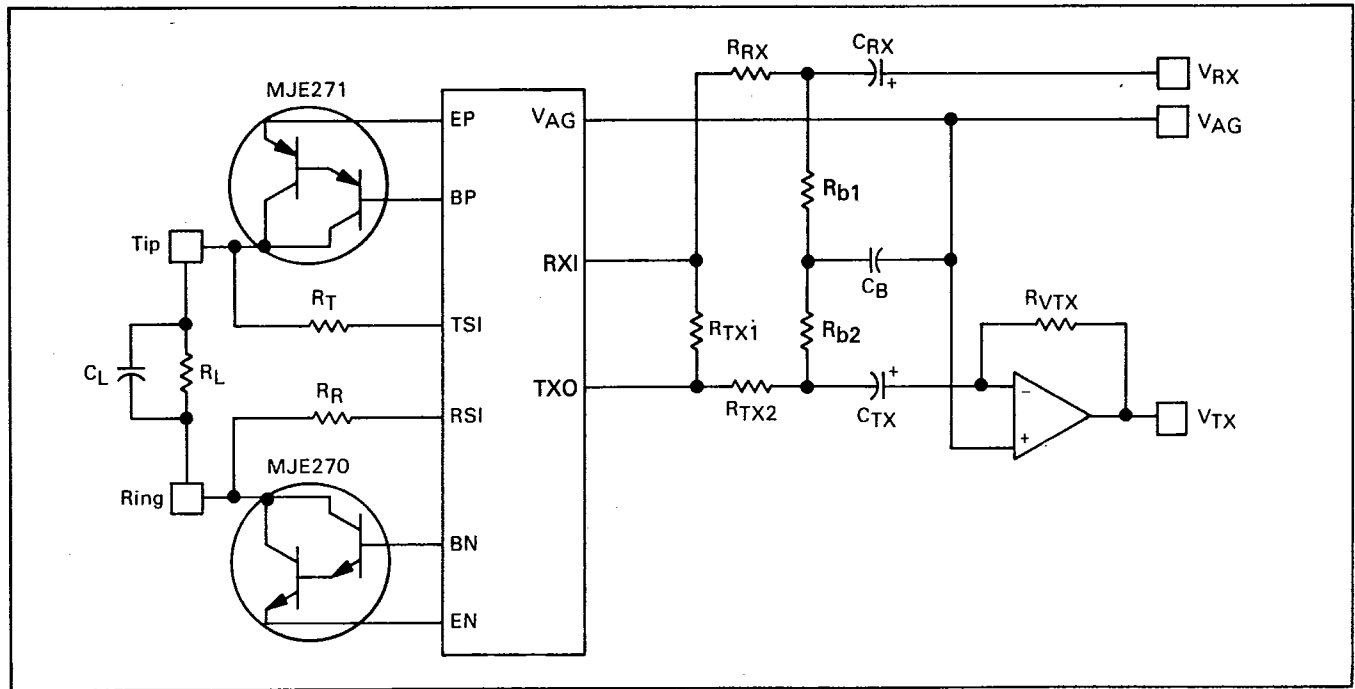 MJE271
EP
BP
Tip
RT
TSI
CL
RL
RR
RSI
MJE270
Ring
BN
EN
VAG
RXI
TXO
RRX
CRX
+
VRX
VAG
Rb1
CB
RTX1
Rb2
RVTX
RTX2
CTX
+
−
+
VTX